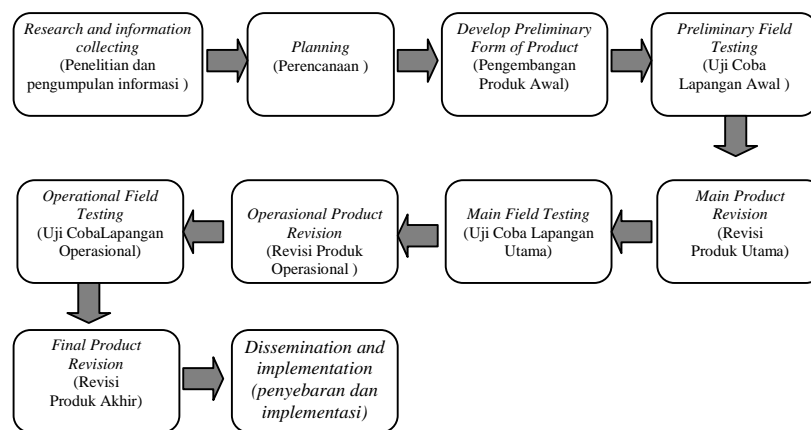 Research and information
collecting
(Penelitian dan
pengumpulan informasi )
Planning
(Perencanaan )
Develop Preliminary
Form of Product
(Pengembangan
Produk Awal)
Preliminary Field
Testing
(Uji Coba
Lapangan Awal )
Main Product
Revision
(Revisi
Produk Utama)
Main Field Testing
(Uji Coba Lapangan
Utama)
Operasional Product
Revision
(Revisi Produk
Operasional )
Operational Field
Testing
(Uji CobaLapangan
Operasional)
Final Product
Revision
(Revisi
Produk Akhir)
Dissemination and
implementation
(penyebaran dan
implementasi)